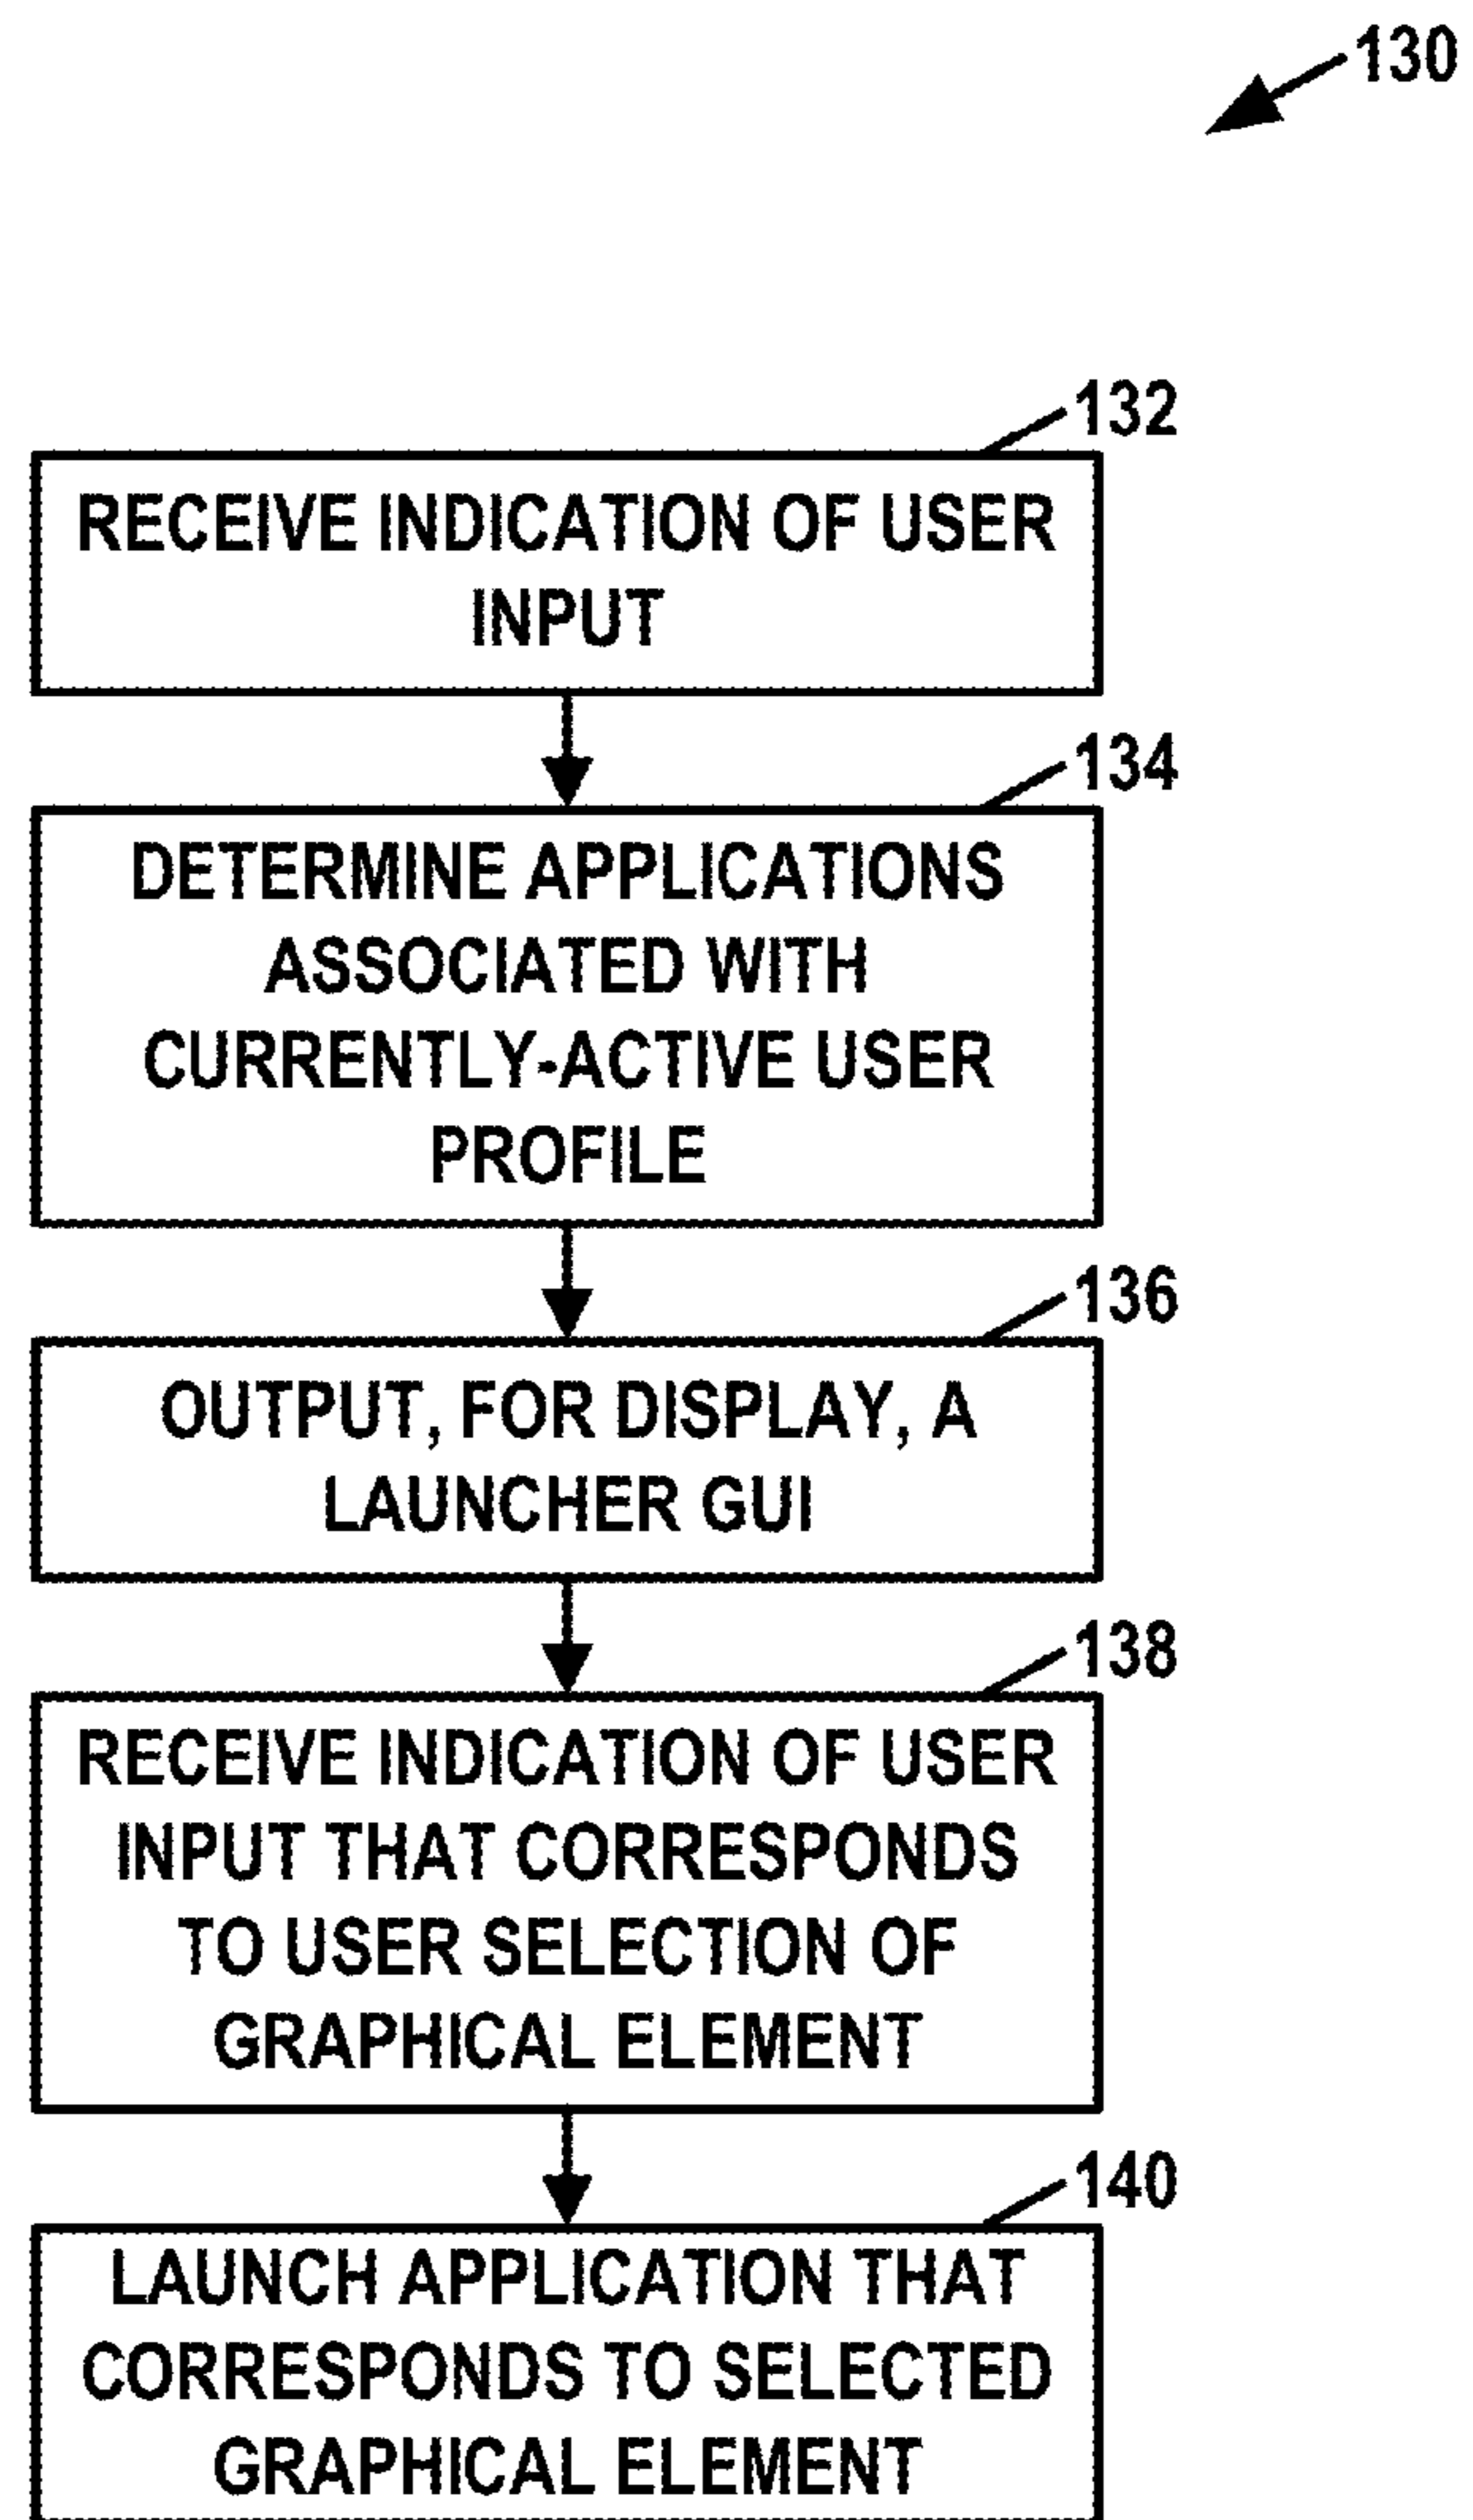 130
132
RECEIVE INDICATION OF USER
INPUT
134
DETERMINE APPLICATIONS
ASSOCIATED WITH
CURRENTLY-ACTIVE USER
PROFILE
136
OUTPUT, FOR DISPLAY, A
LAUNCHER GUI
138
RECEIVE INDICATION OF USER
INPUT THAT CORRESPONDS
TO USER SELECTION OF
GRAPHICAL ELEMENT
140
LAUNCH APPLICATION THAT
CORRESPONDS TO SELECTED
GRAPHICAL ELEMENT